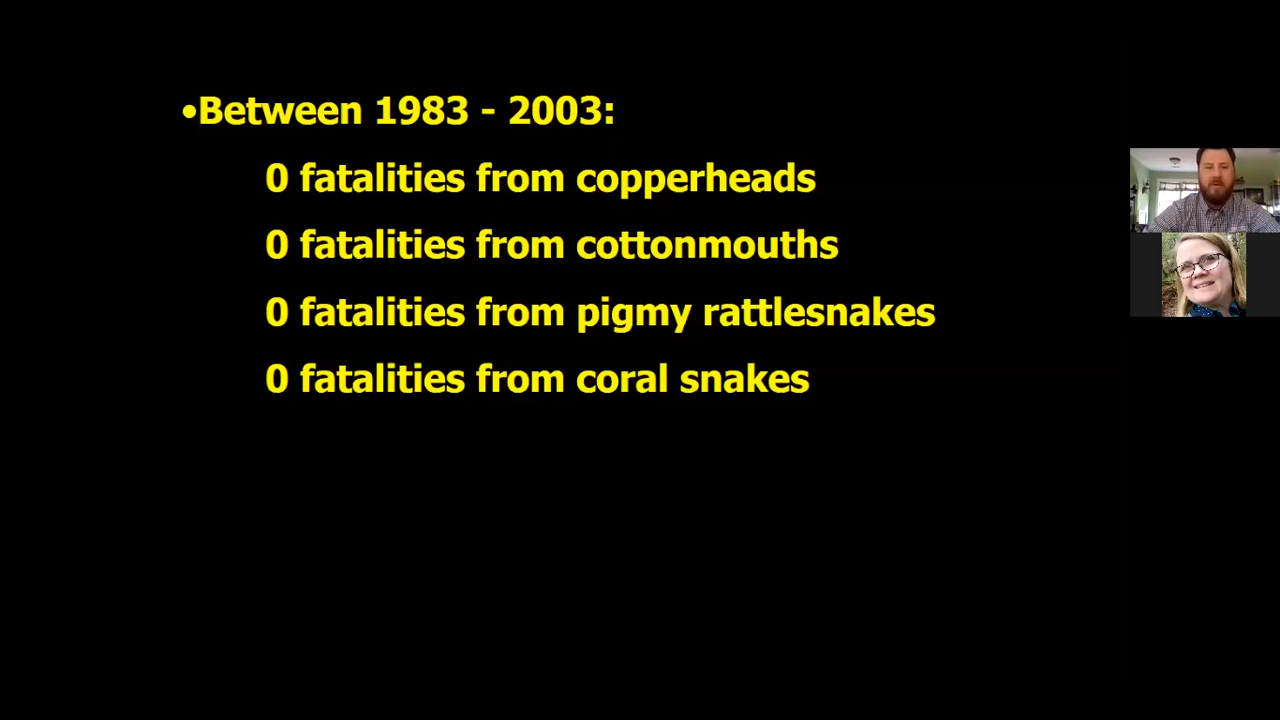 •Between 1983 - 2003:
0 fatalities from copperheads
0 fatalities from cottonmouths
0 fatalities from pigmy rattlesnakes
0 fatalities from coral snakes